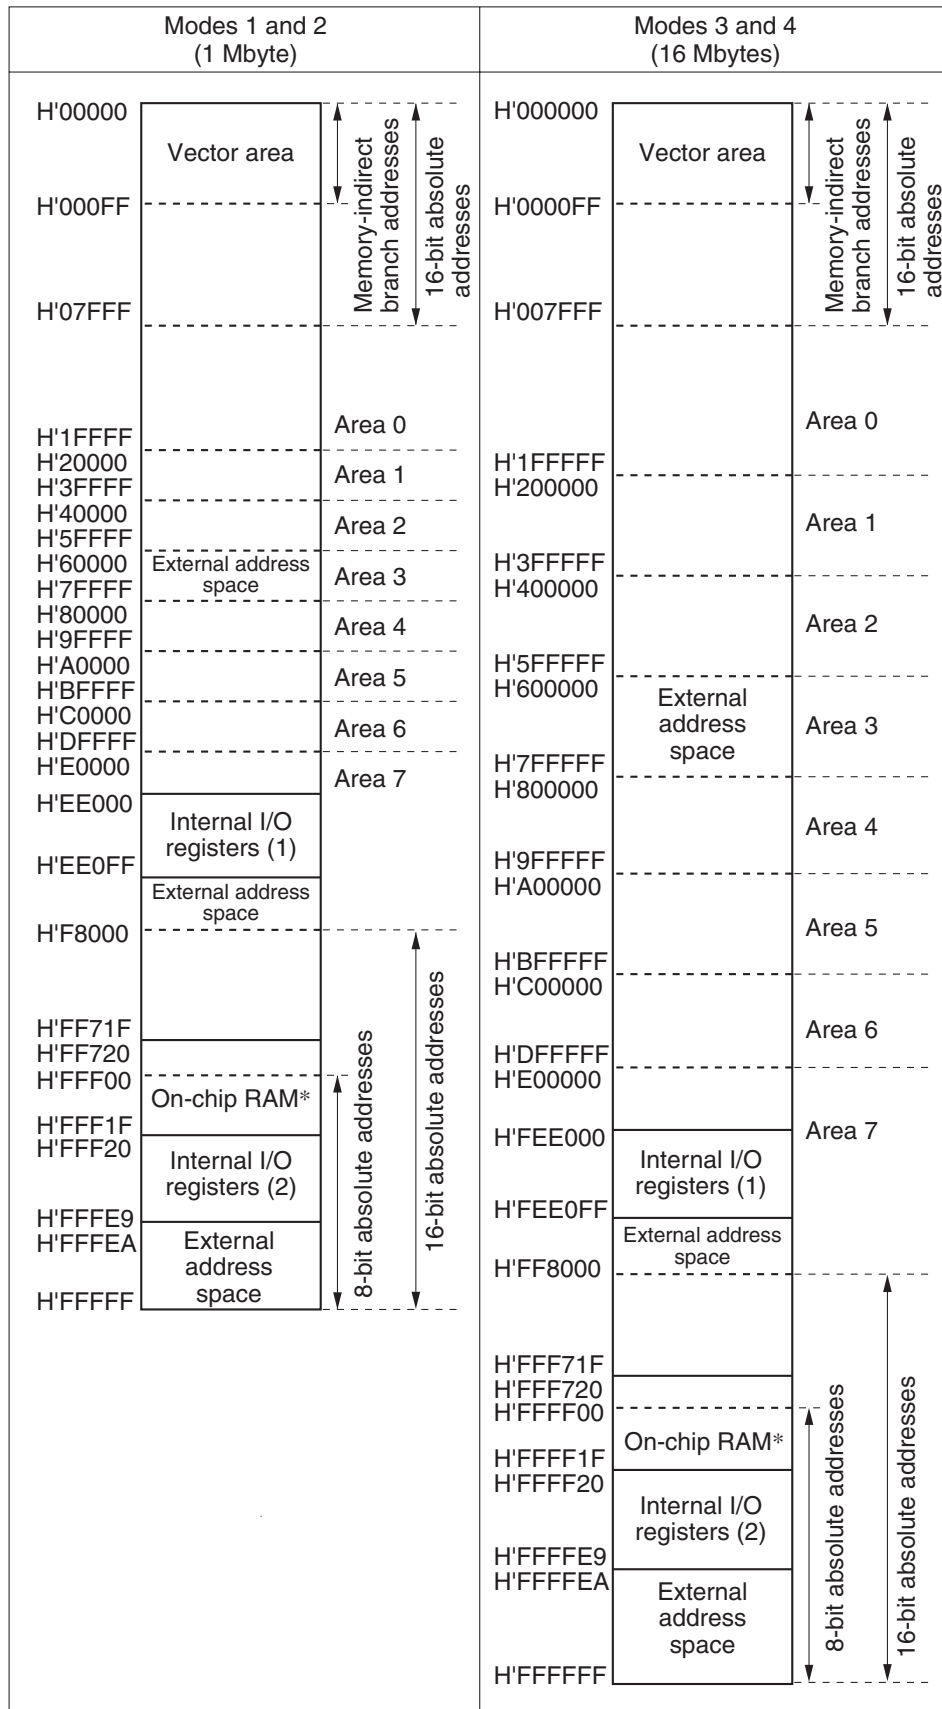 Modes 1 and 2
(1 Mbyte)
H'00000
Vector area
H'000FF
H'07FFF
Memory-indirect
branch addresses
16-bit absolute
addresses
Area 0
H'1FFFF
H'20000
Area 1
H'3FFFF
H'40000
Area 2
H'5FFFF
H'60000
External address
space
Area 3
H'7FFFF
H'80000
Area 4
H'9FFFF
H'A0000
Area 5
H'BFFFF
H'C0000
Area 6
H'DFFFF
H'E0000
Area 7
H'EE000
Internal I/O
registers (1)
H'EE0FF
External address
space
H'F8000
H'FF71F
H'FF720
H'FFF00
On-chip RAM*
H'FFF1F
H'FFF20
Internal I/O
registers (2)
H'FFFE9
H'FFFEA
External
address
space
H'FFFFF
8-bit absolute addresses
16-bit absolute addresses
Modes 3 and 4
(16 Mbytes)
H'000000
Vector area
H'0000FF
H'007FFF
Memory-indirect
branch addresses
16-bit absolute
addresses
Area 0
H'1FFFFF
H'200000
Area 1
H'3FFFFF
H'400000
Area 2
H'5FFFFF
H'600000
External
address
space
Area 3
H'7FFFFF
H'800000
Area 4
H'9FFFFF
H'A00000
Area 5
H'BFFFFF
H'C00000
Area 6
H'DFFFFF
H'E00000
Area 7
H'FEE000
Internal I/O
registers (1)
H'FEE0FF
External address
space
H'FF8000
H'FFF71F
H'FFF720
H'FFFF00
On-chip RAM*
H'FFFF1F
H'FFFF20
Internal I/O
registers (2)
H'FFFFE9
H'FFFFEA
External
address
space
H'FFFFFF
8-bit absolute addresses
16-bit absolute addresses